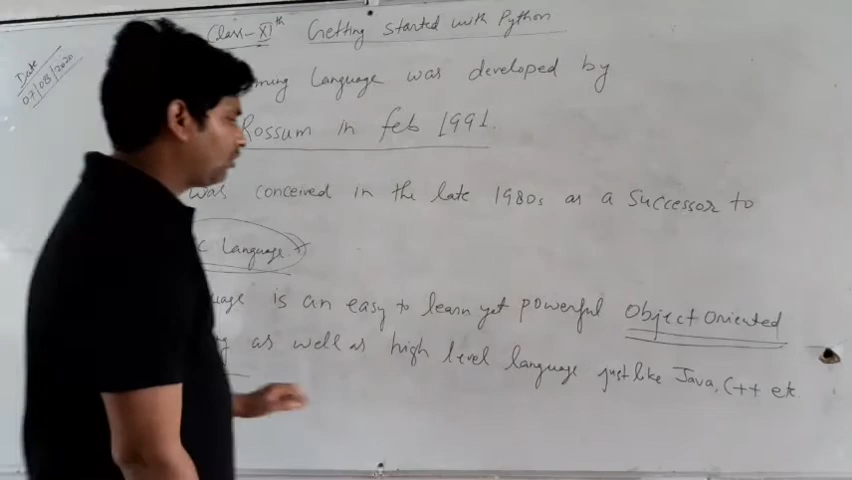 Date
07/08/2020
Class-XIth Getting started with Python
Language was developed by
Rossum in feb 1991.
was conceived in the late 1980s as a Successor to
C Language
is an easy to learn yet powerful Object Oriented
as well as high level language just like Java, C++ etc